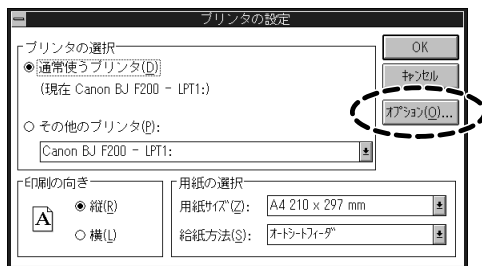 プリンタの設定
プリンタの選択
通常使うプリンタ(D)
(現在 Canon BJ F200 - LPT1:)
その他のプリンタ(P):
Canon BJ F200 - LPT1:
OK
ｷｬﾝｾﾙ
ｵﾌﾟｼｮﾝ(O)...
印刷の向き
A
縦(R)
横(L)
用紙の選択
用紙ｻｲｽﾞ(Z):
A4 210 x 297 mm
給紙方法(S):
ｵｰﾄｼｰﾄﾌｨｰﾀﾞ